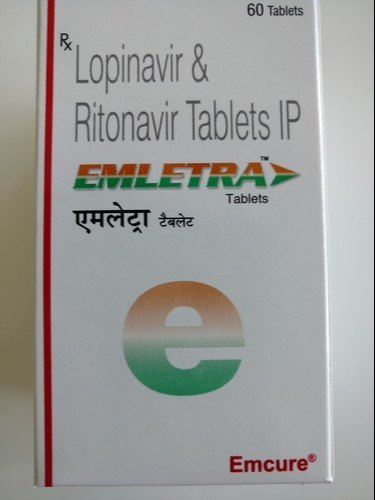 60 Tablets
Rx
Lopinavir &
Ritonavir Tablets IP
EMLETRA™
Tablets
एमलेट्रा टैबलेट
e
Emcure®